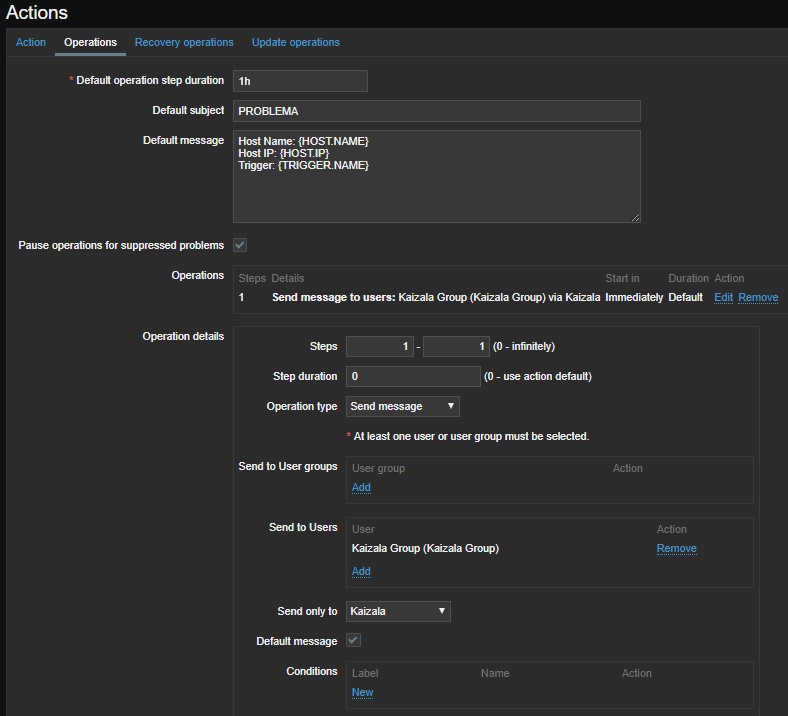 Actions
Action Operations Recovery operations Update operations
* Default operation step duration 1h
Default subject PROBLEMA
Default message Host Name: {HOST.NAME}
Host IP: {HOST.IP}
Trigger: {TRIGGER.NAME}
Pause operations for suppressed problems
Operations Steps Details Start in Duration Action
1 Send message to users: Kaizala Group (Kaizala Group) via Kaizala Immediately Default Edit Remove
Operation details
Steps 1 - 1 (0 - infinitely)
Step duration 0 (0 - use action default)
Operation type Send message
* At least one user or user group must be selected.
Send to User groups User group Action
Add
Send to Users User Action
Kaizala Group (Kaizala Group) Remove
Add
Send only to Kaizala
Default message
Conditions Label Name Action
New